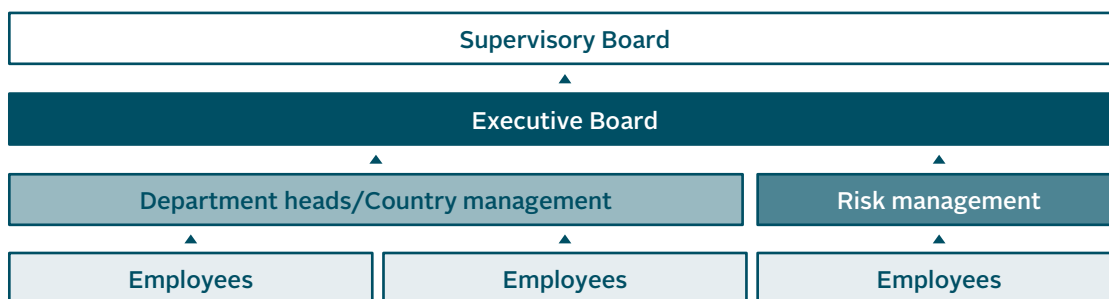 Supervisory Board
Executive Board
Department heads/Country management
Risk management
Employees
Employees
Employees